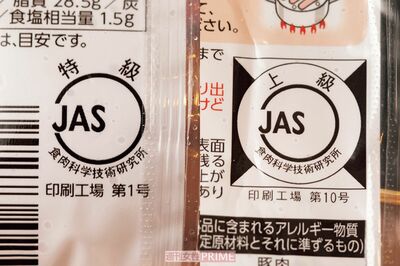 脂質 28.5g／炭
／食塩相当量 1.5g
は、目安です。
特級
JAS
食肉科学技術研究所
印刷工場 第1号
まで
り出
けど
表面
残る
上が
あり
上級
JAS
食肉科学技術研究所
印刷工場 第10号
品に含まれるアレルギー物質
定原材料とそれに準ずるもの)
豚肉
週刊女性PRIME